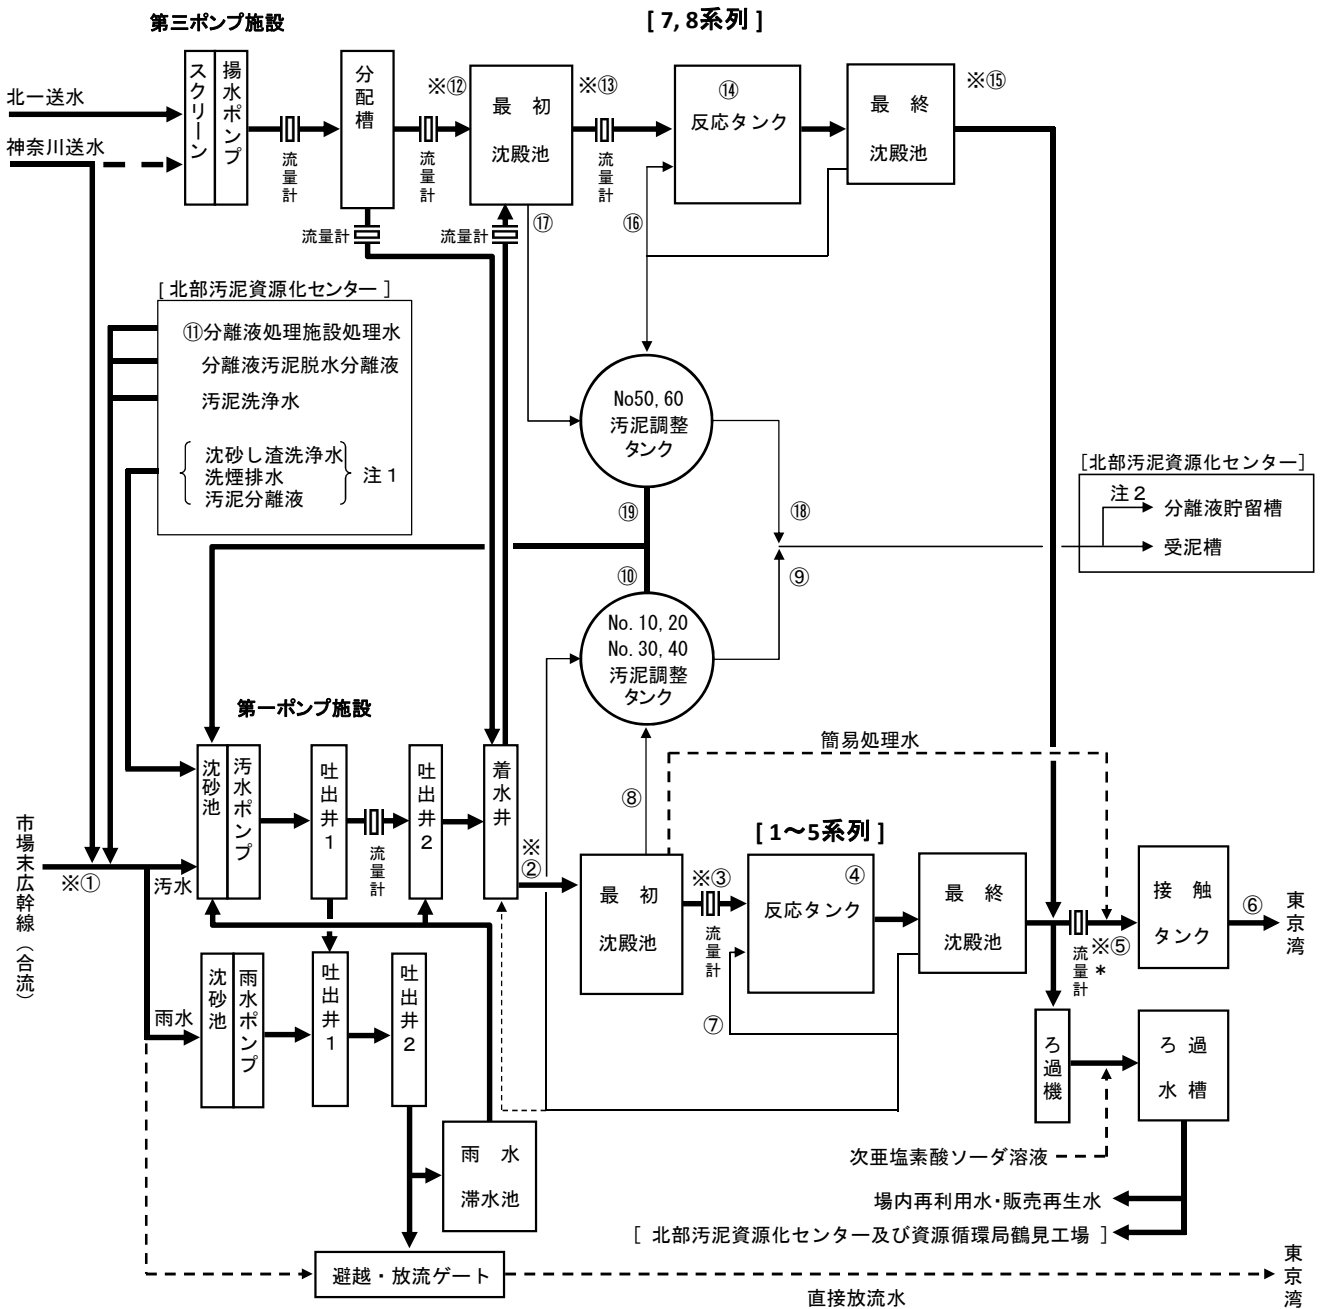 第三ポンプ施設
[ 7, 8系列 ]
北一送水
神奈川送水
スクリーン
揚水ポンプ
流量計
分配槽
流量計
※⑫
最初
沈殿池
※⑬
流量計
⑭
反応タンク
最終
沈殿池
※⑮
流量計
流量計
⑰
⑯
[ 北部汚泥資源化センター ]
⑪分離液処理施設処理水
分離液汚泥脱水分離液
汚泥洗浄水
沈砂し渣洗浄水
洗煙排水
汚泥分離液
注1
No50, 60
汚泥調整
タンク
⑲
⑱
[北部汚泥資源化センター]
注2
分離液貯留槽
受泥槽
⑩
⑨
No. 10, 20
No. 30, 40
汚泥調整
タンク
第一ポンプ施設
簡易処理水
沈砂池
汚水ポンプ
吐出井1
流量計
吐出井2
着水井
⑧
[ 1～5系列 ]
市場末広幹線(合流)
※①
汚水
※
②
最初
沈殿池
※③
流量計
④
反応タンク
最終
沈殿池
流量計
※⑤
*
接触
タンク
⑥
東京湾
雨水
沈砂池
雨水ポンプ
吐出井1
吐出井2
⑦
ろ過機
ろ過
水槽
雨水
滞水池
次亜塩素酸ソーダ溶液
場内再利用水・販売再生水
[ 北部汚泥資源化センター及び資源循環局鶴見工場 ]
避越・放流ゲート
直接放流水
東京湾